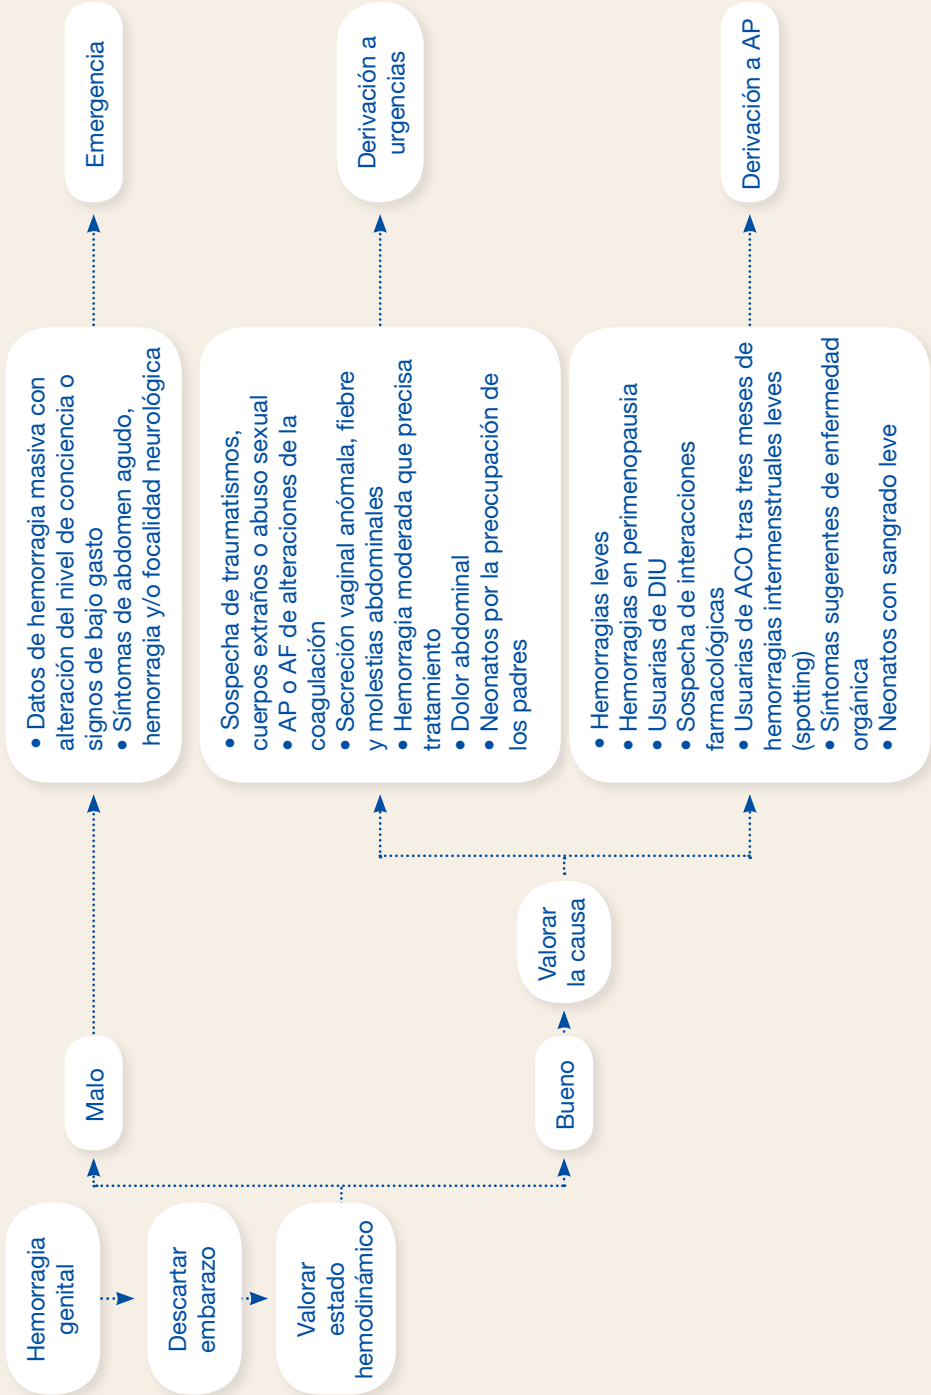 Hemorragia
genital
Descartar
embarazo
Valorar
estado
hemodinámico
Malo
• Datos de hemorragia masiva con
alteración del nivel de conciencia o
signos de bajo gasto
• Síntomas de abdomen agudo,
hemorragia y/o focalidad neurológica
Emergencia
Bueno
Valorar
la causa
• Sospecha de traumatismos,
cuerpos extraños o abuso sexual
• AP o AF de alteraciones de la
coagulación
• Secreción vaginal anómala, fiebre
y molestias abdominales
• Hemorragia moderada que precisa
tratamiento
• Dolor abdominal
• Neonatos por la preocupación de
los padres
Derivación a
urgencias
• Hemorragias leves
• Hemorragias en perimenopausia
• Usuarias de DIU
• Sospecha de interacciones
farmacológicas
• Usuarias de ACO tras tres meses de
hemorragias intermenstruales leves
(spotting)
• Síntomas sugerentes de enfermedad
orgánica
• Neonatos con sangrado leve
Derivación a AP